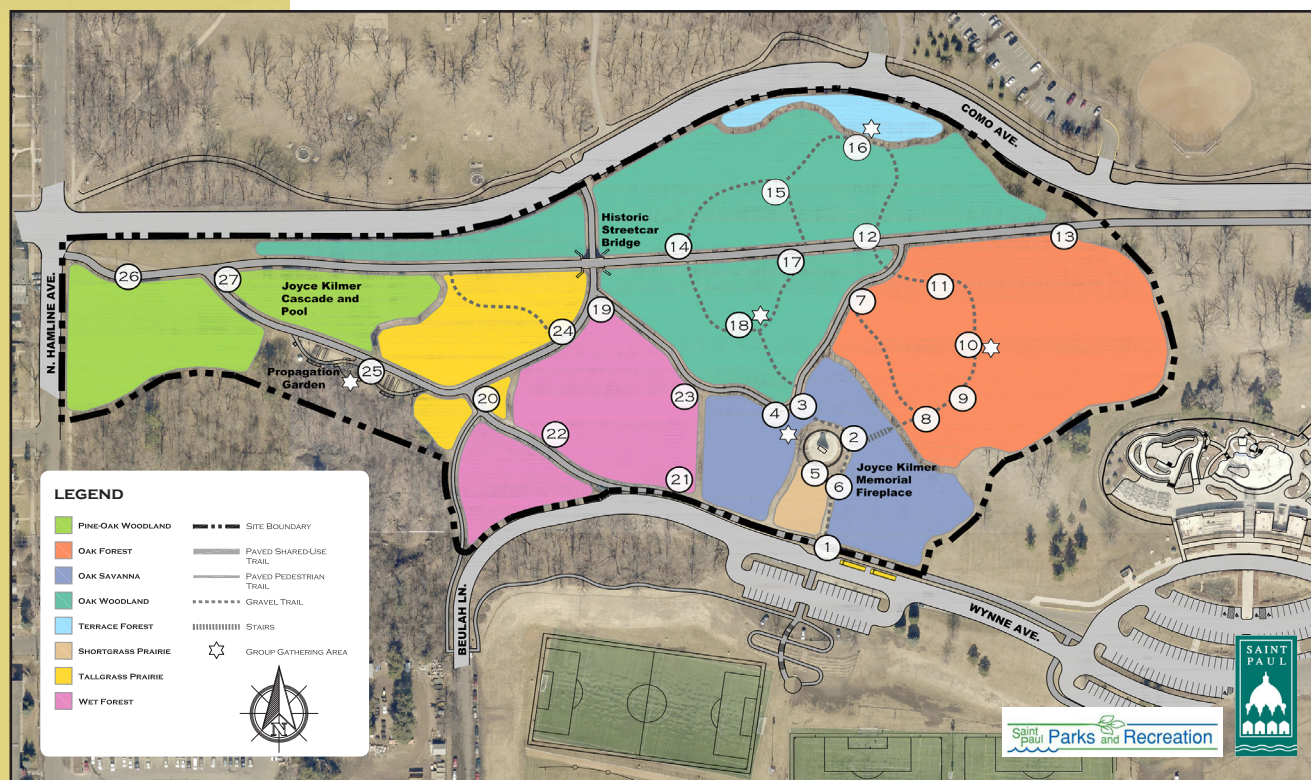 COMO AVE.
16
15
Historic
Streetcar
Bridge
14
12
13
17
26
27
N. HAMLINE AVE.
Joyce Kilmer
Cascade and
Pool
11
7
19
18
24
10
Propagation
Garden
25
20
23
9
3
4
8
22
2
5
6
Joyce Kilmer
Memorial
Fireplace
21
1
BEULAH LN.
WYNNE AVE.
LEGEND
PINE-OAK WOODLAND
OAK FOREST
OAK SAVANNA
OAK WOODLAND
TERRACE FOREST
SHORTGRASS PRAIRIE
TALLGRASS PRAIRIE
WET FOREST
SITE BOUNDARY
PAVED SHARED-USE
TRAIL
PAVED PEDESTRIAN
TRAIL
GRAVEL TRAIL
STAIRS
GROUP GATHERING AREA
N
Saint
Paul Parks and Recreation
SAINT
PAUL